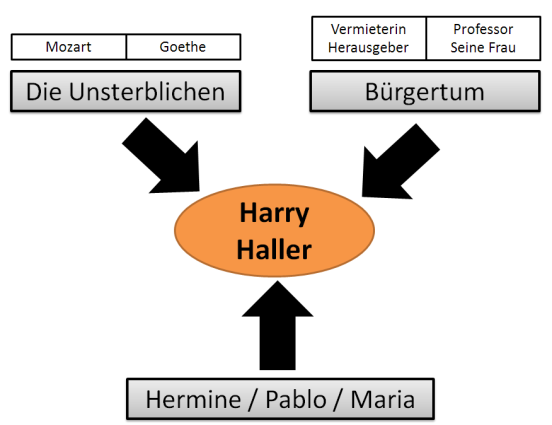 Mozart
Goethe
Die Unsterblichen
Vermieterin
Herausgeber
Professor
Seine Frau
Bürgertum
Harry
Haller
Hermine / Pablo / Maria